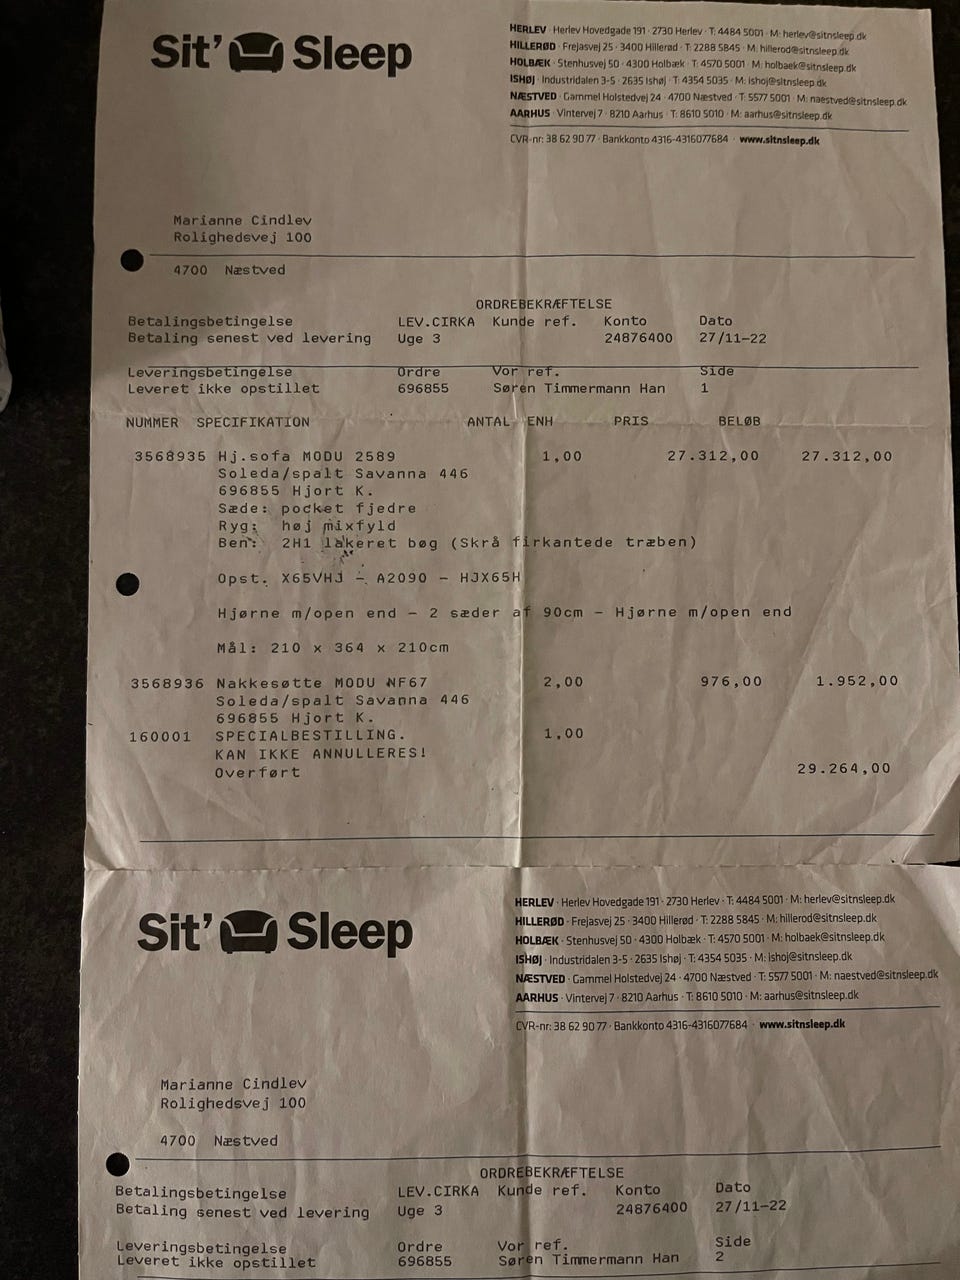 Sit' Sleep
HERLEV · Herlev Hovedgade 191 · 2730 Herlev · T: 4484 5001 · M: herlev@sitnsleep.dk
HILLERØD · Frejasvej 25 · 3400 Hillerød · T: 2288 5845 · M: hillerod@sitnsleep.dk
HOLBÆK · Stenhusvej 50 · 4300 Holbæk · T: 4570 5001 · M: holbaek@sitnsleep.dk
ISHØJ · Industridalen 3-5 · 2635 Ishøj · T: 4354 5035 · M: ishoj@sitnsleep.dk
NÆSTVED · Gammel Holstedvej 24 · 4700 Næstved · T: 5577 5001 · M: naestved@sitnsleep.dk
AARHUS · Vintervej 7 · 8210 Aarhus · T: 8610 5010 · M: aarhus@sitnsleep.dk
CVR-nr: 38 62 90 77 · Bankkonto 4316-4316077684 · www.sitnsleep.dk
Marianne Cindlev
Rolighedsvej 100
4700 Næstved
ORDREBEKRÆFTELSE
Betalingsbetingelse LEV.CIRKA Kunde ref. Konto Dato
Betaling senest ved levering Uge 3 24876400 27/11-22
Leveringsbetingelse Ordre Vor ref. Side
Leveret ikke opstillet 696855 Søren Timmermann Han 1
NUMMER SPECIFIKATION ANTAL ENH PRIS BELØB
3568935 Hj.sofa MODU 2589 1,00 27.312,00 27.312,00
Soleda/spalt Savanna 446
696855 Hjort K.
Sæde: pocket fjedre
Ryg: høj mixfyld
Ben: 2H1 lakeret bøg (Skrå firkantede træben)
Opst. X65VHJ - A2090 - HJX65H
Hjørne m/open end - 2 sæder af 90cm - Hjørne m/open end
Mål: 210 x 364 x 210cm
3568936 Nakkesøtte MODU NF67 2,00 976,00 1.952,00
Soleda/spalt Savanna 446
696855 Hjort K.
160001 SPECIALBESTILLING. 1,00
KAN IKKE ANNULLERES!
Overført 29.264,00
Sit' Sleep
HERLEV · Herlev Hovedgade 191 · 2730 Herlev · T: 4484 5001 · M: herlev@sitnsleep.dk
HILLERØD · Frejasvej 25 · 3400 Hillerød · T: 2288 5845 · M: hillerod@sitnsleep.dk
HOLBÆK · Stenhusvej 50 · 4300 Holbæk · T: 4570 5001 · M: holbaek@sitnsleep.dk
ISHØJ · Industridalen 3-5 · 2635 Ishøj · T: 4354 5035 · M: ishoj@sitnsleep.dk
NÆSTVED · Gammel Holstedvej 24 · 4700 Næstved · T: 5577 5001 · M: naestved@sitnsleep.dk
AARHUS · Vintervej 7 · 8210 Aarhus · T: 8610 5010 · M: aarhus@sitnsleep.dk
CVR-nr: 38 62 90 77 · Bankkonto 4316-4316077684 · www.sitnsleep.dk
Marianne Cindlev
Rolighedsvej 100
4700 Næstved
ORDREBEKRÆFTELSE
Betalingsbetingelse LEV.CIRKA Kunde ref. Konto Dato
Betaling senest ved levering Uge 3 24876400 27/11-22
Leveringsbetingelse Ordre Vor ref. Side
Leveret ikke opstillet 696855 Søren Timmermann Han 2